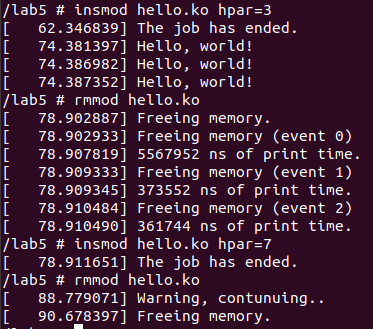 /lab5 # insmod hello.ko hpar=3
[   62.346839] The job has ended.
[   74.381397] Hello, world!
[   74.386982] Hello, world!
[   74.387352] Hello, world!
/lab5 # rmmod hello.ko
[   78.902887] Freeing memory.
[   78.902933] Freeing memory (event 0)
[   78.907819] 5567952 ns of print time.
[   78.909333] Freeing memory (event 1)
[   78.909345] 373552 ns of print time.
[   78.910484] Freeing memory (event 2)
[   78.910490] 361744 ns of print time.
/lab5 # insmod hello.ko hpar=7
[   78.911651] The job has ended.
/lab5 # rmmod hello.ko
[   88.779071] Warning, contunuing..
[   90.678397] Freeing memory.